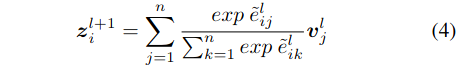 z_i^{l+1} = \sum_{j=1}^{n} \frac{exp \tilde{e}_{ij}^{l}}{\sum_{k=1}^{n} exp \tilde{e}_{ik}^{l}} v_j^l (4)